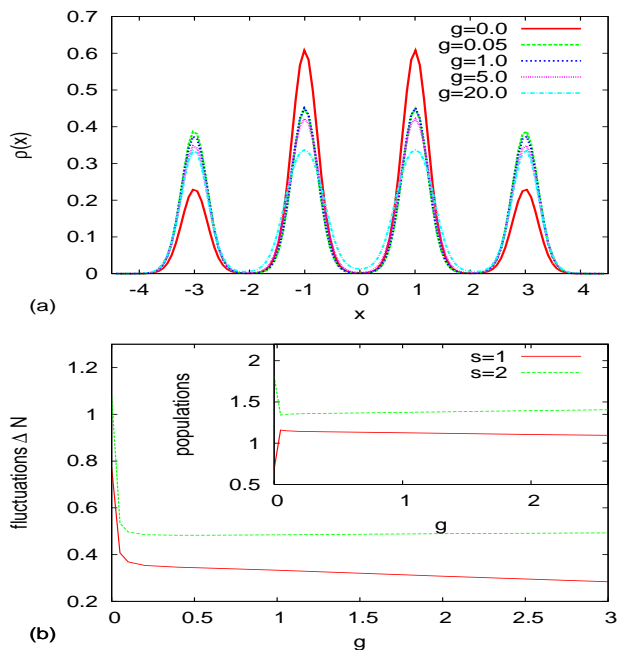 ρ(x)
0.7
0.6
0.5
0.4
0.3
0.2
0.1
0
g=0.0
g=0.05
g=1.0
g=5.0
g=20.0
-4 -3 -2 -1 0 1 2 3 4
x
(a)
fluctuations Δ N
1.2
1
0.8
0.6
0.4
0.2
populations
2
1.5
1
0.5
s=1
s=2
0 1 2
g
0 0.5 1 1.5 2 2.5 3
g
(b)